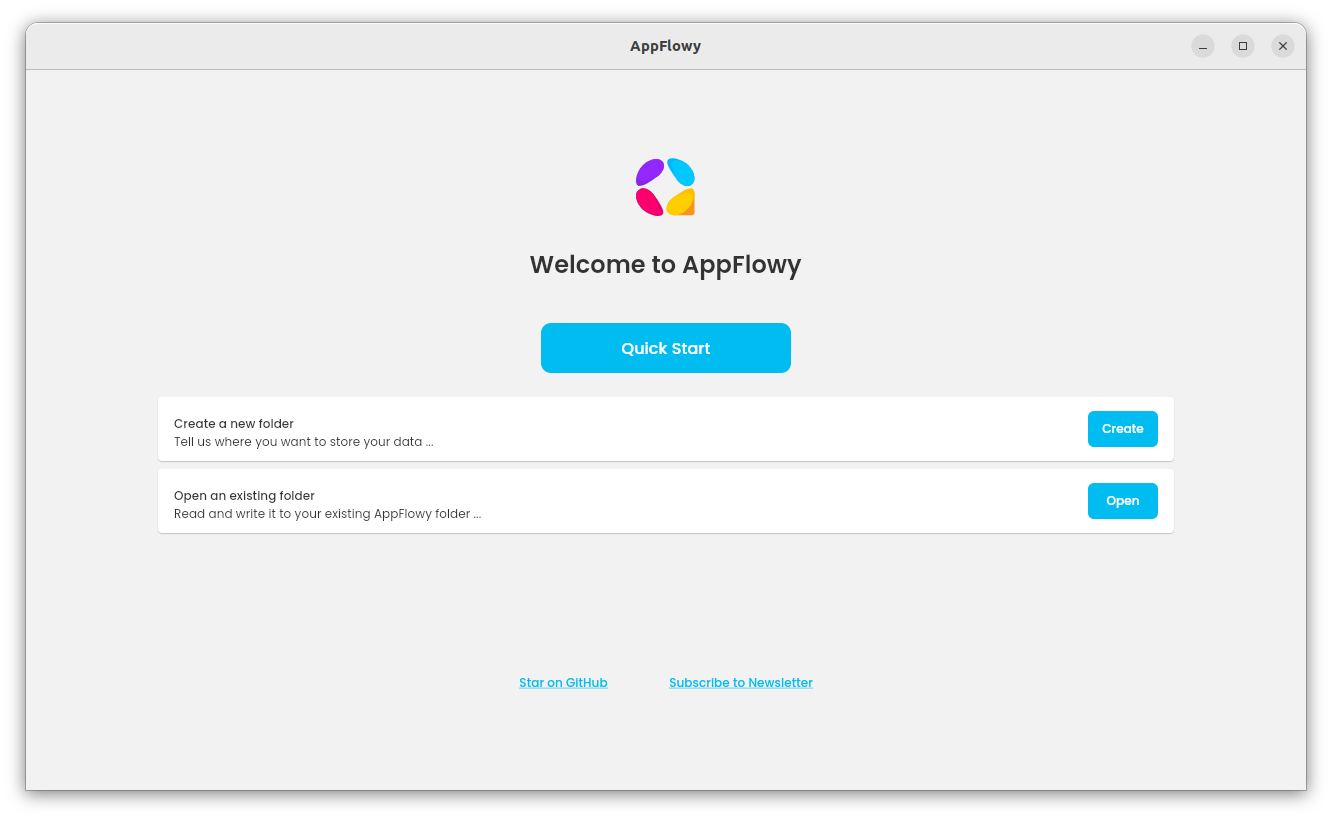 AppFlowy
Welcome to AppFlowy
Quick Start
Create a new folder
Tell us where you want to store your data ...
Create
Open an existing folder
Read and write it to your existing AppFlowy folder ...
Open
Star on GitHub
Subscribe to Newsletter